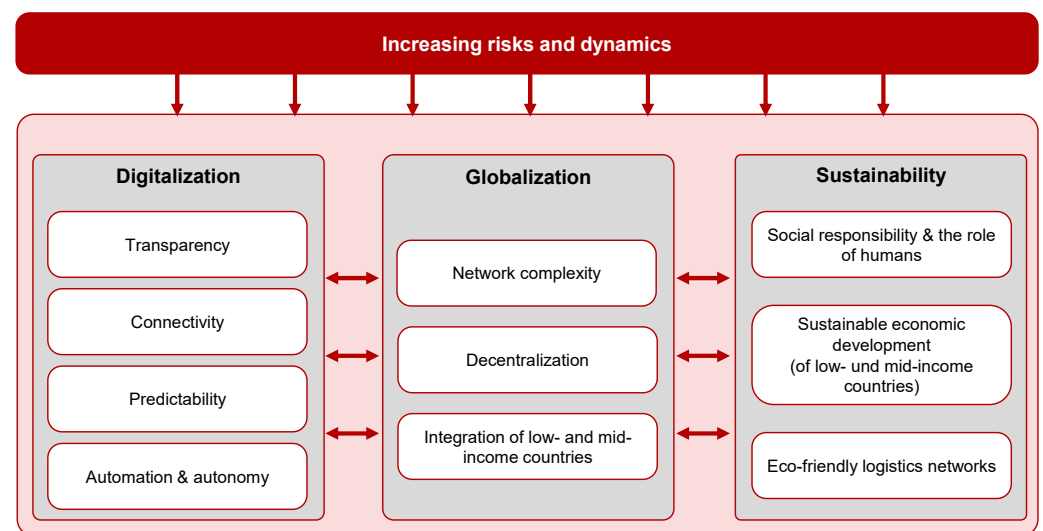 Increasing risks and dynamics
Digitalization
Transparency
Connectivity
Predictability
Automation & autonomy
Globalization
Network complexity
Decentralization
Integration of low- and mid-
income countries
Sustainability
Social responsibility & the role
of humans
Sustainable economic
development
(of low- und mid-income
countries)
Eco-friendly logistics networks